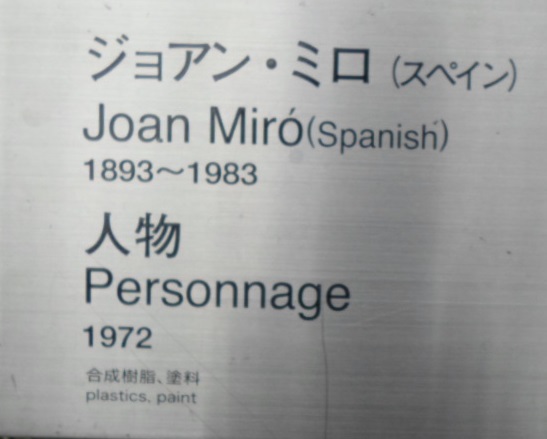 ジョアン・ミロ（スペイン）
Joan Miró(Spanish)
1893～1983
人物
Personnage
1972
合成樹脂、塗料
plastics, paint